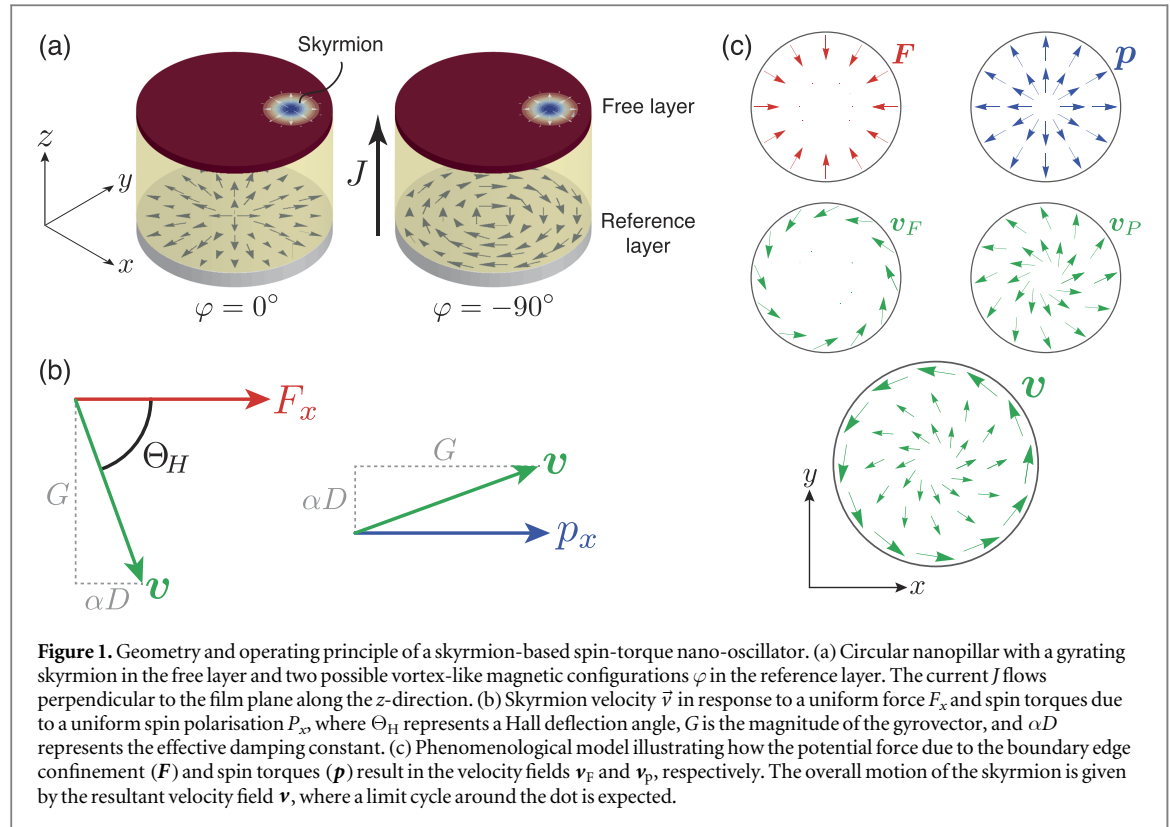 (a)
Skyrmion
Free layer
z
y
x
J
Reference
layer
φ = 0°
φ = −90°
(b)
F_x
Θ_H
G
αD
v
G
αD
v
p_x
(c)
F
p
v_F
v_P
v
y
x
Figure 1. Geometry and operating principle of a skyrmion-based spin-torque nano-oscillator. (a) Circular nanopillar with a gyrating
skyrmion in the free layer and two possible vortex-like magnetic configurations φ in the reference layer. The current J flows
perpendicular to the film plane along the z-direction. (b) Skyrmion velocity v⃗ in response to a uniform force F_x and spin torques due
to a uniform spin polarisation P_x, where Θ_H represents a Hall deflection angle, G is the magnitude of the gyrovector, and αD
represents the effective damping constant. (c) Phenomenological model illustrating how the potential force due to the boundary edge
confinement (F) and spin torques (p) result in the velocity fields v_F and v_p, respectively. The overall motion of the skyrmion is given
by the resultant velocity field v, where a limit cycle around the dot is expected.